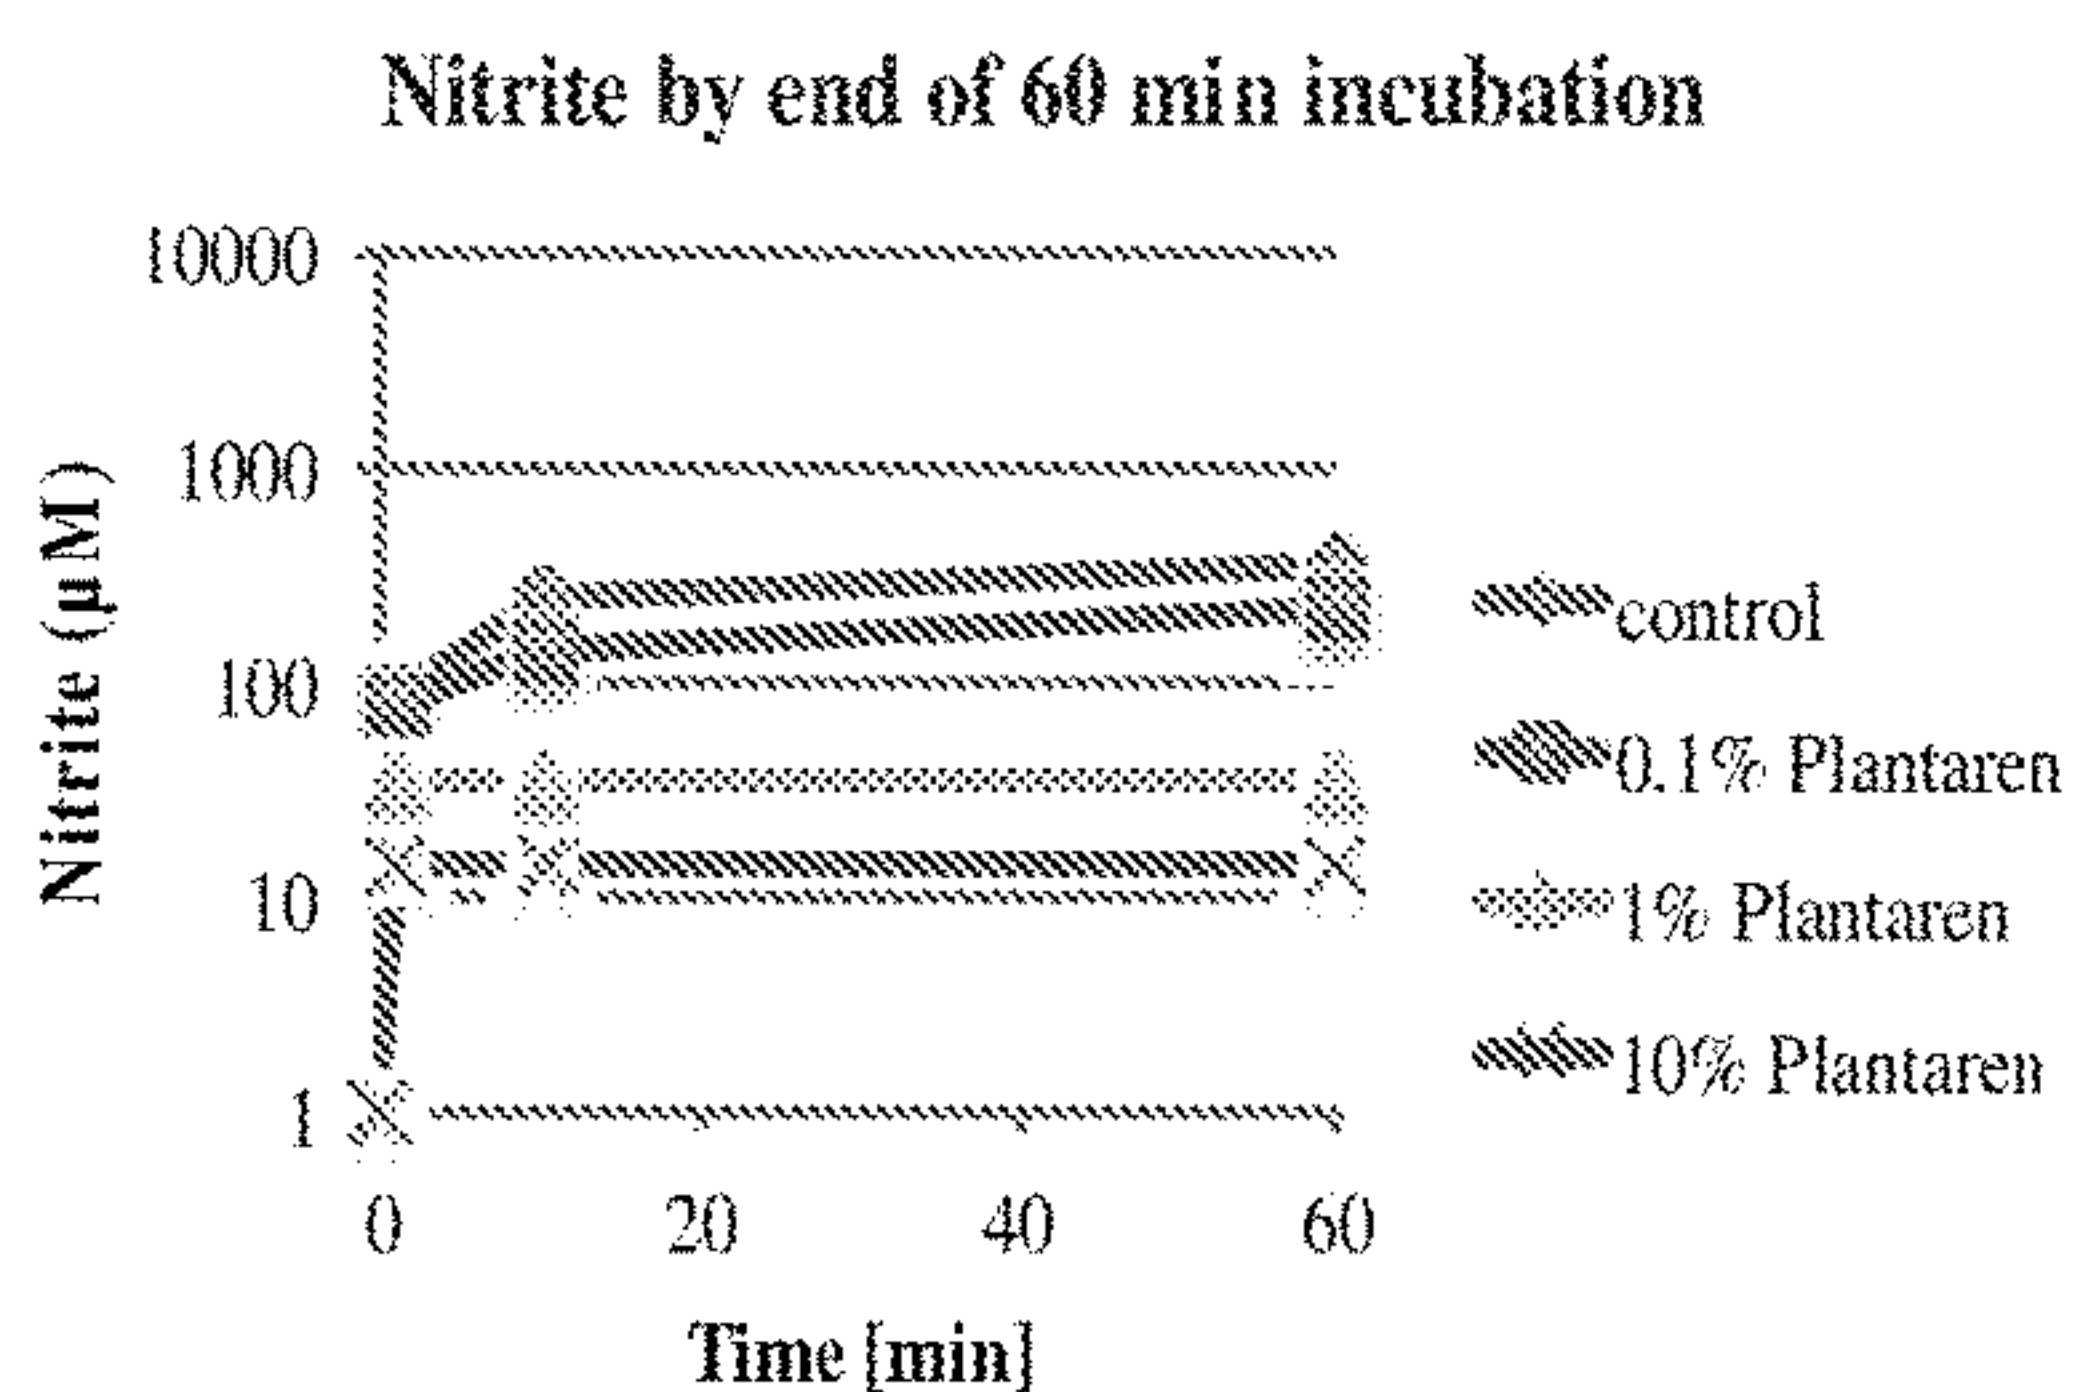 Nitrite by end of 60 min incubation
Nitrite (µM)
10000
1000
100
10
1
0 20 40 60
Time [min]
control
0.1% Plantaren
1% Plantaren
10% Plantaren